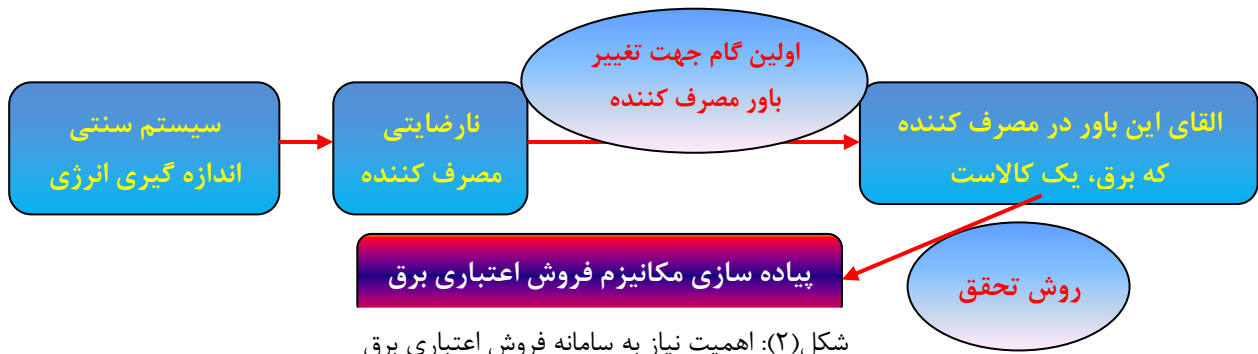 سیستم سنتی
اندازه گیری انرژی
نارضایتی
مصرف کننده
اولین گام جهت تغییر
باور مصرف کننده
القای این باور در مصرف کننده
که برق، یک کالاست
روش تحقق
پیاده سازی مکانیزم فروش اعتباری برق
شکل(۲): اهمیت نیاز به سامانه فروش اعتباری برق